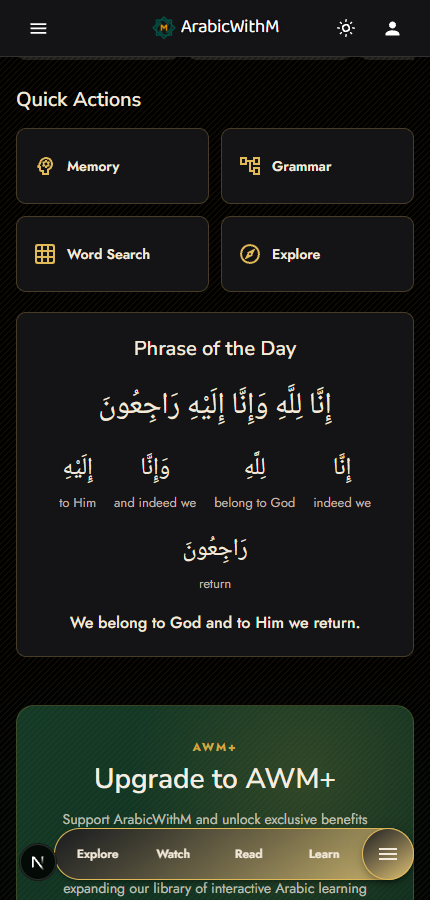 ArabicWithM
Quick Actions
Memory
Grammar
Word Search
Explore
Phrase of the Day
إِنَّا لِلَّهِ وَإِنَّا إِلَيْهِ رَاجِعُونَ
إِنَّا لِلَّهِ وَإِنَّا إِلَيْهِ
indeed we belong to God and indeed we to Him
رَاجِعُونَ
return
We belong to God and to Him we return.
AWM+
Upgrade to AWM+
Support ArabicWithM and unlock exclusive benefits
N
Explore Watch Read Learn
expanding our library of interactive Arabic learning